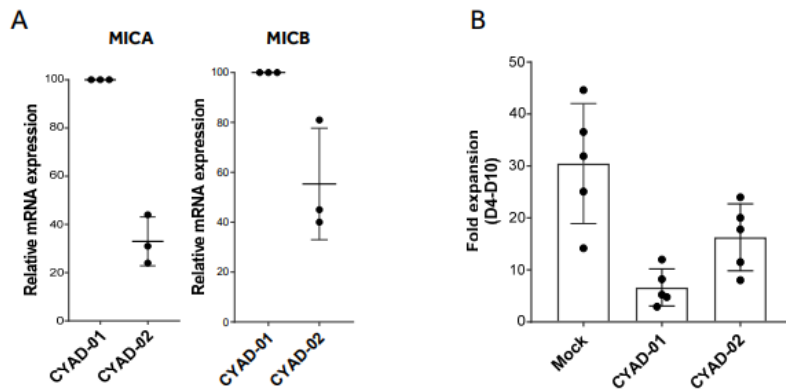 A
MICA
MICB
Relative mRNA expression
100
80
60
40
20
0
CYAD-01
CYAD-02
Relative mRNA expression
100
80
60
40
20
0
CYAD-01
CYAD-02
B
Fold expansion
(D4-D10)
50
40
30
20
10
0
Mock
CYAD-01
CYAD-02